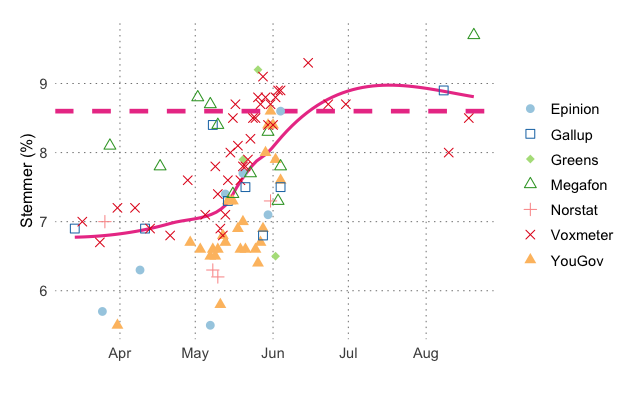 Stemmer (%)
9
8
7
6
Apr
May
Jun
Jul
Aug
Epinion
Gallup
Greens
Megafon
Norstat
Voxmeter
YouGov